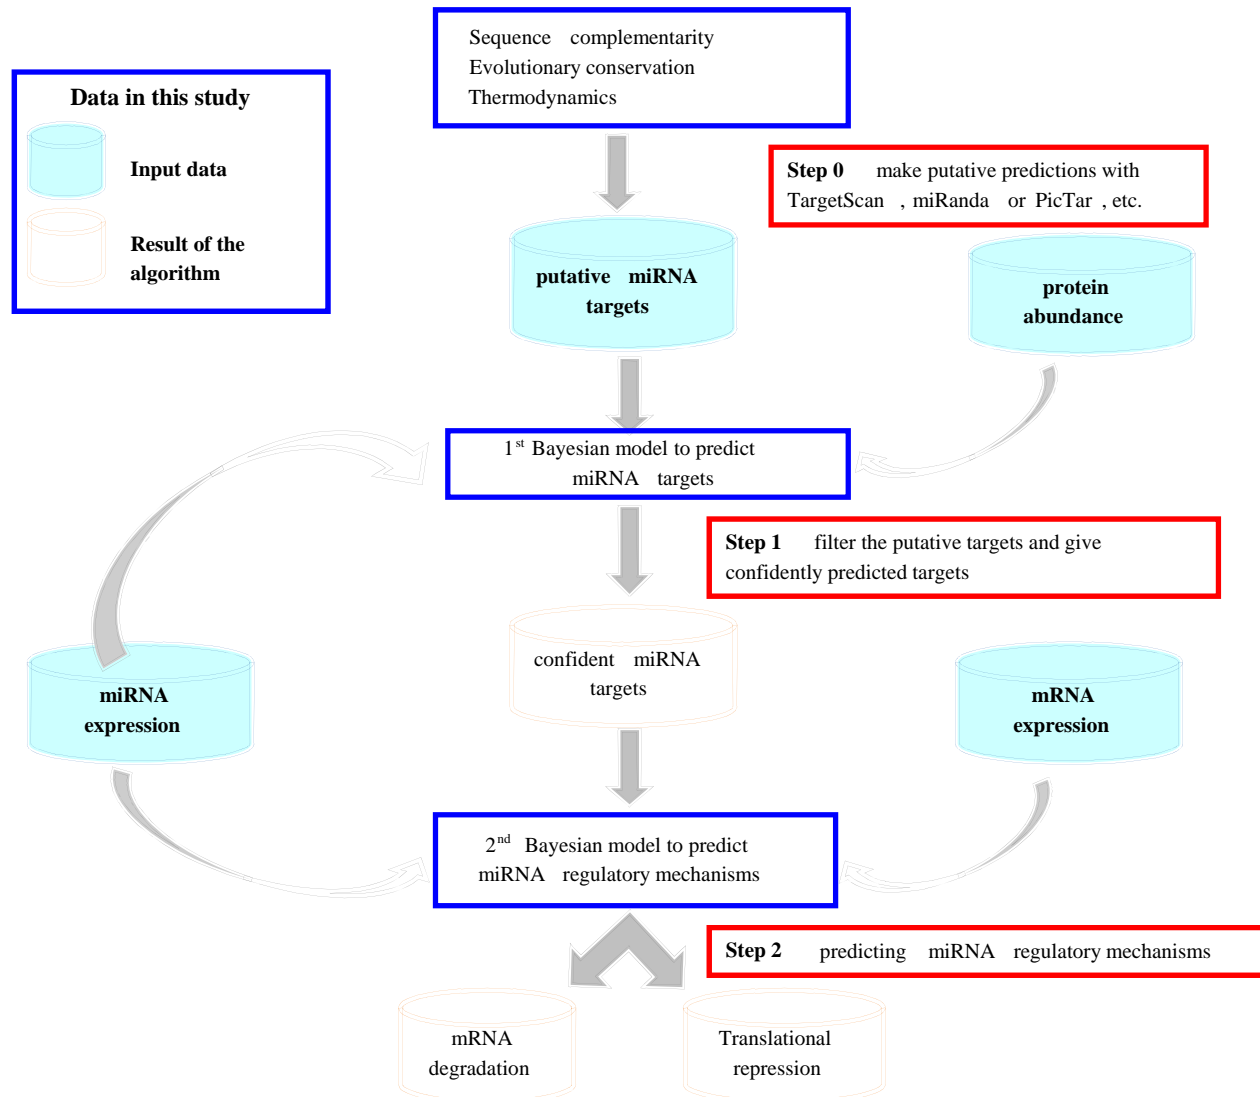 Sequence complementarity
Evolutionary conservation
Thermodynamics
Data in this study
Input data
Result of the
algorithm
Step 0 make putative predictions with
TargetScan , miRanda or PicTar , etc.
putative miRNA
targets
protein
abundance
1st Bayesian model to predict
miRNA targets
Step 1 filter the putative targets and give
confidently predicted targets
confident miRNA
targets
miRNA
expression
mRNA
expression
2nd Bayesian model to predict
miRNA regulatory mechanisms
Step 2 predicting miRNA regulatory mechanisms
mRNA
degradation
Translational
repression